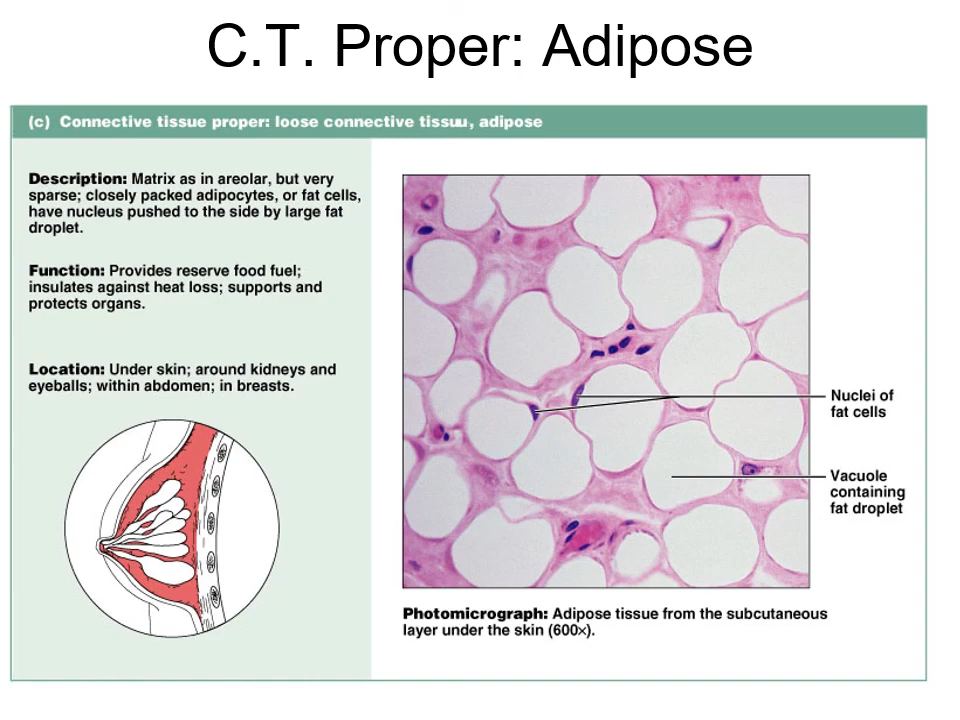 C.T. Proper: Adipose
(c) Connective tissue proper: loose connective tissuu, adipose
Description: Matrix as in areolar, but very
sparse; closely packed adipocytes, or fat cells,
have nucleus pushed to the side by large fat
droplet.
Function: Provides reserve food fuel;
insulates against heat loss; supports and
protects organs.
Location: Under skin; around kidneys and
eyeballs; within abdomen; in breasts.
Nuclei of
fat cells
Vacuole
containing
fat droplet
Photomicrograph: Adipose tissue from the subcutaneous
layer under the skin (600×).